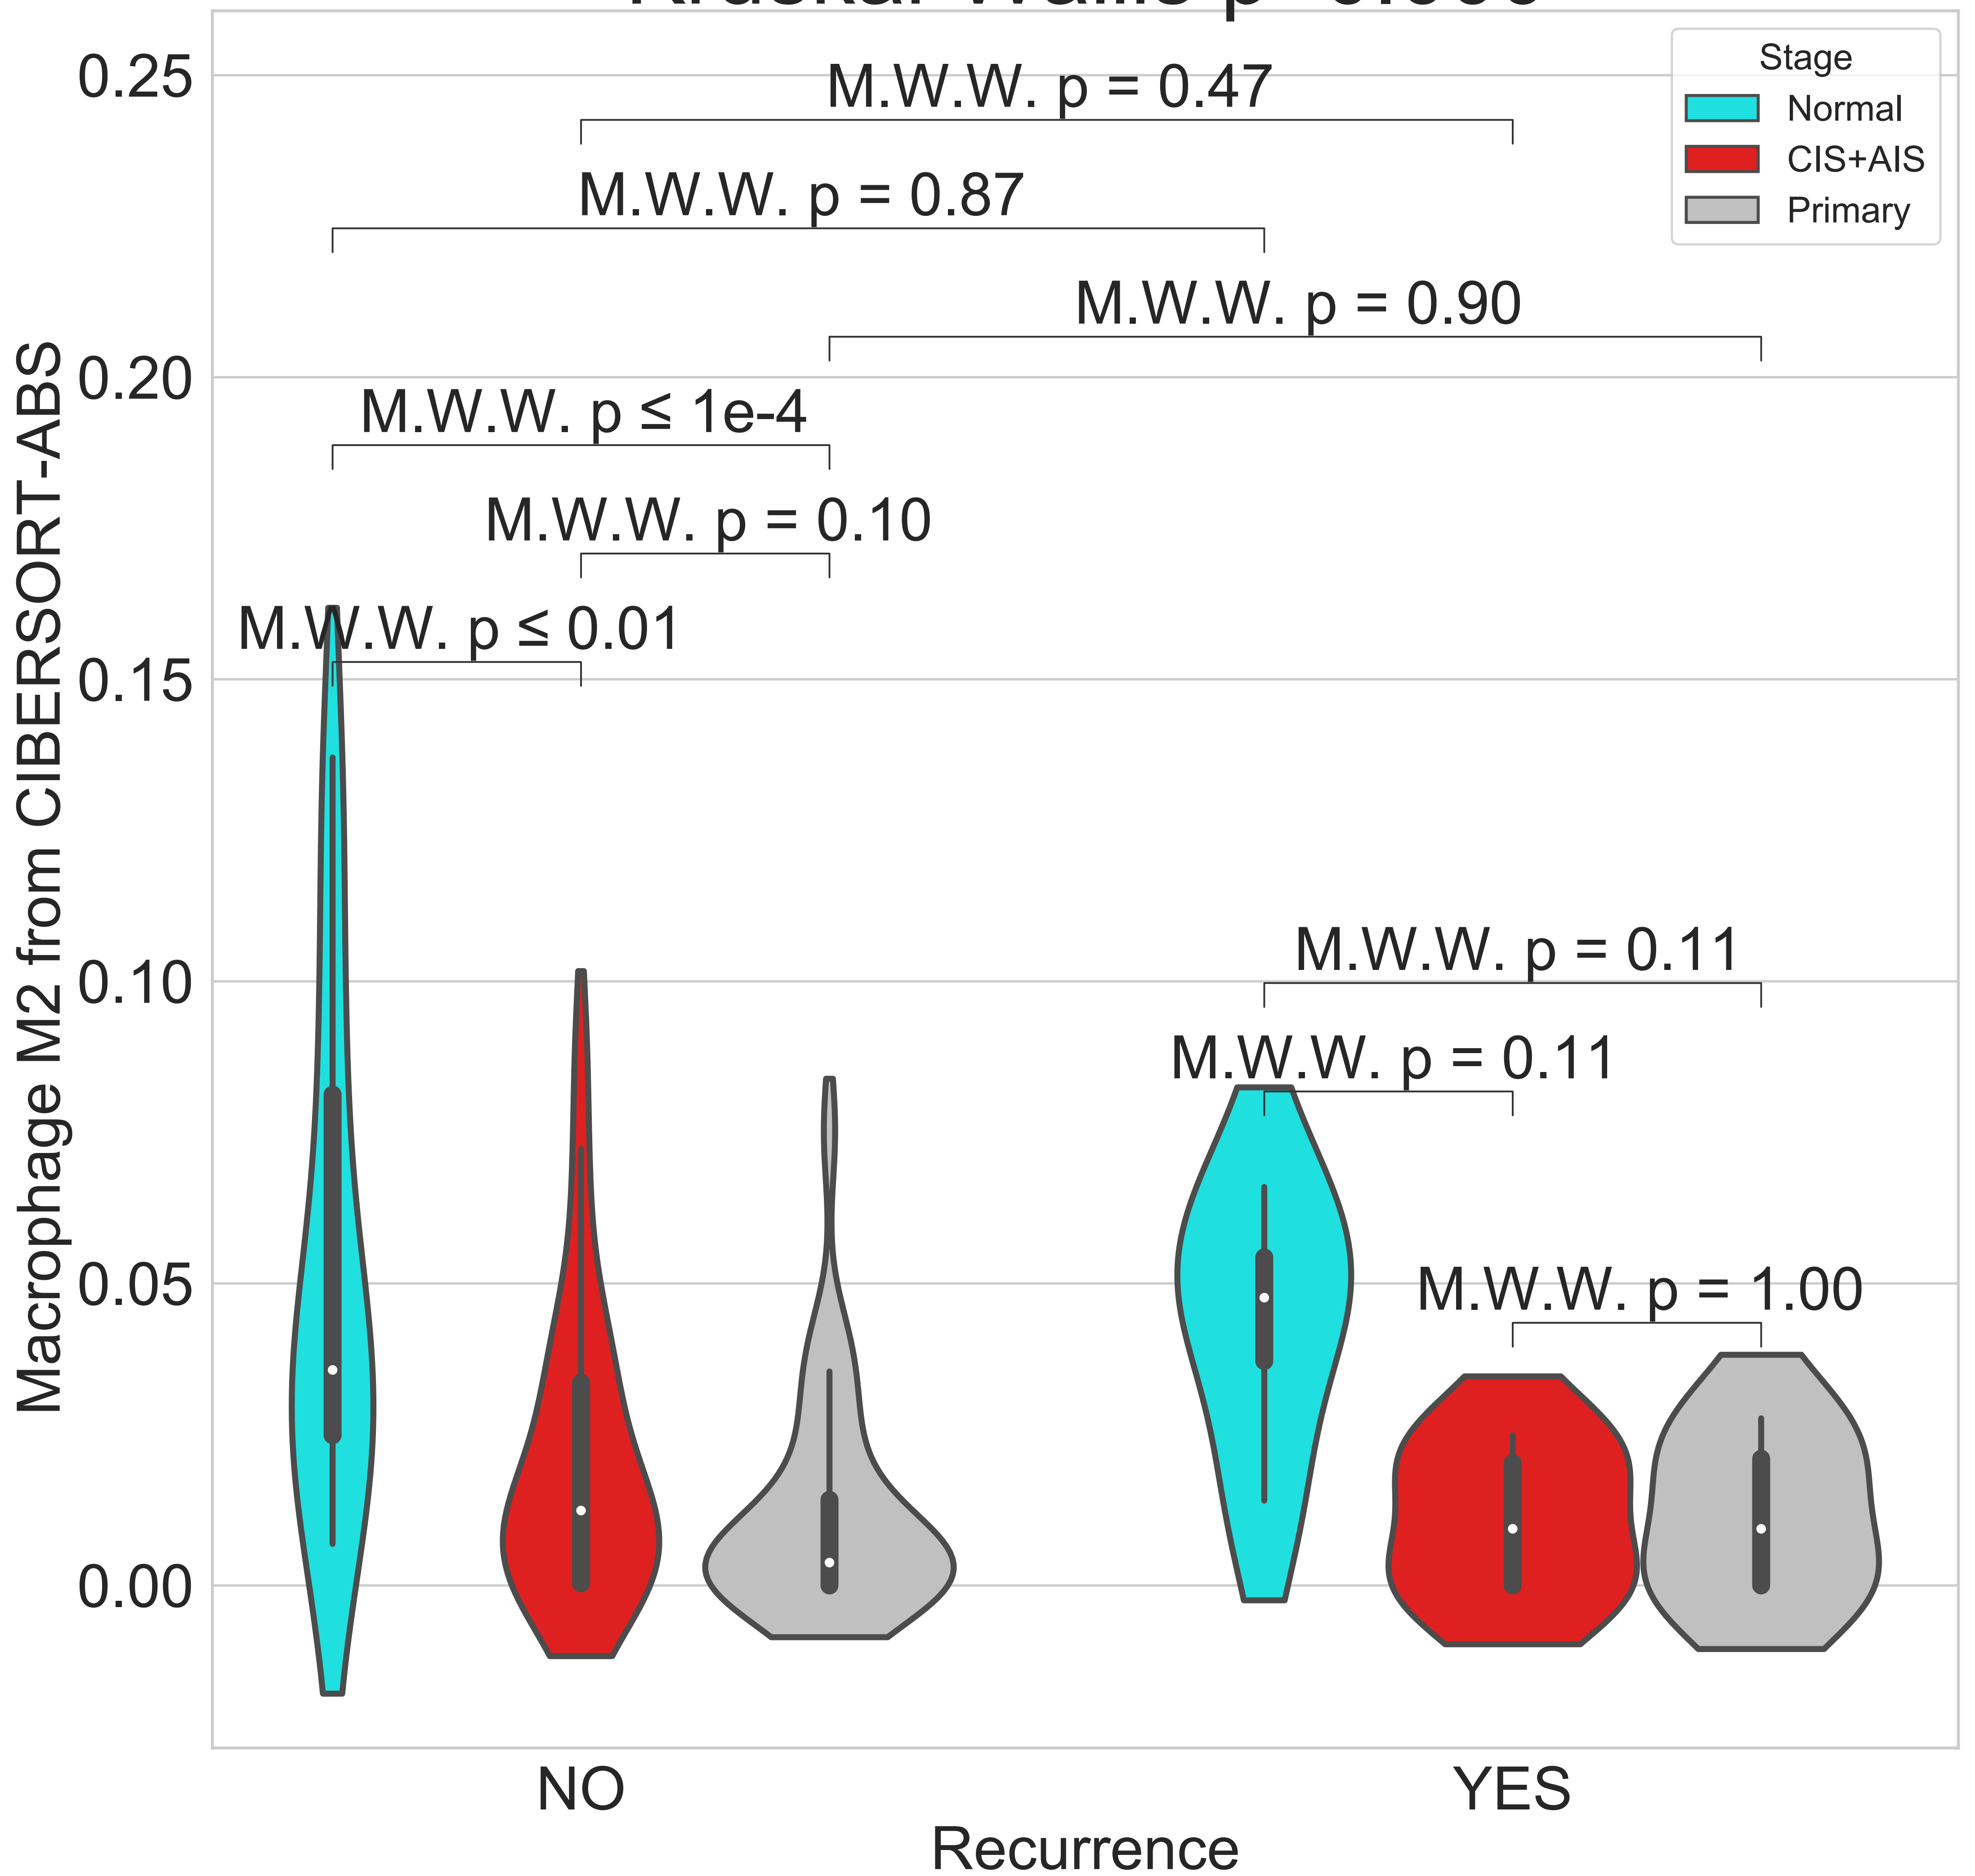 Stage
Normal
CIS+AIS
Primary
M.W.W. p = 0.47
M.W.W. p = 0.87
M.W.W. p = 0.90
M.W.W. p ≤ 1e-4
M.W.W. p = 0.10
M.W.W. p ≤ 0.01
M.W.W. p = 0.11
M.W.W. p = 0.11
M.W.W. p = 1.00
0.25
0.20
0.15
0.10
0.05
0.00
Macrophage M2 from CIBERSORT-ABS
NO
YES
Recurrence